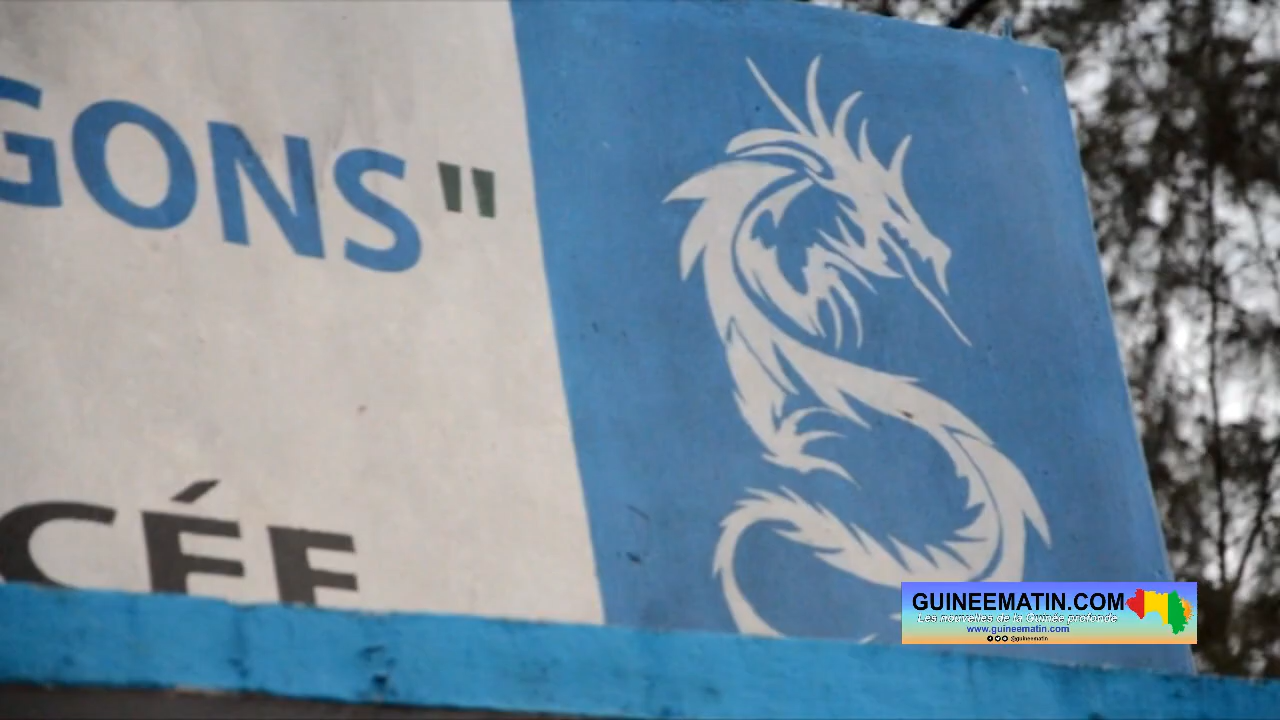 GONS"
CÉE
GUINEEMATIN.COM
Les nouvelles de la Guinée profonde
www.guineematin.com
@guineematin